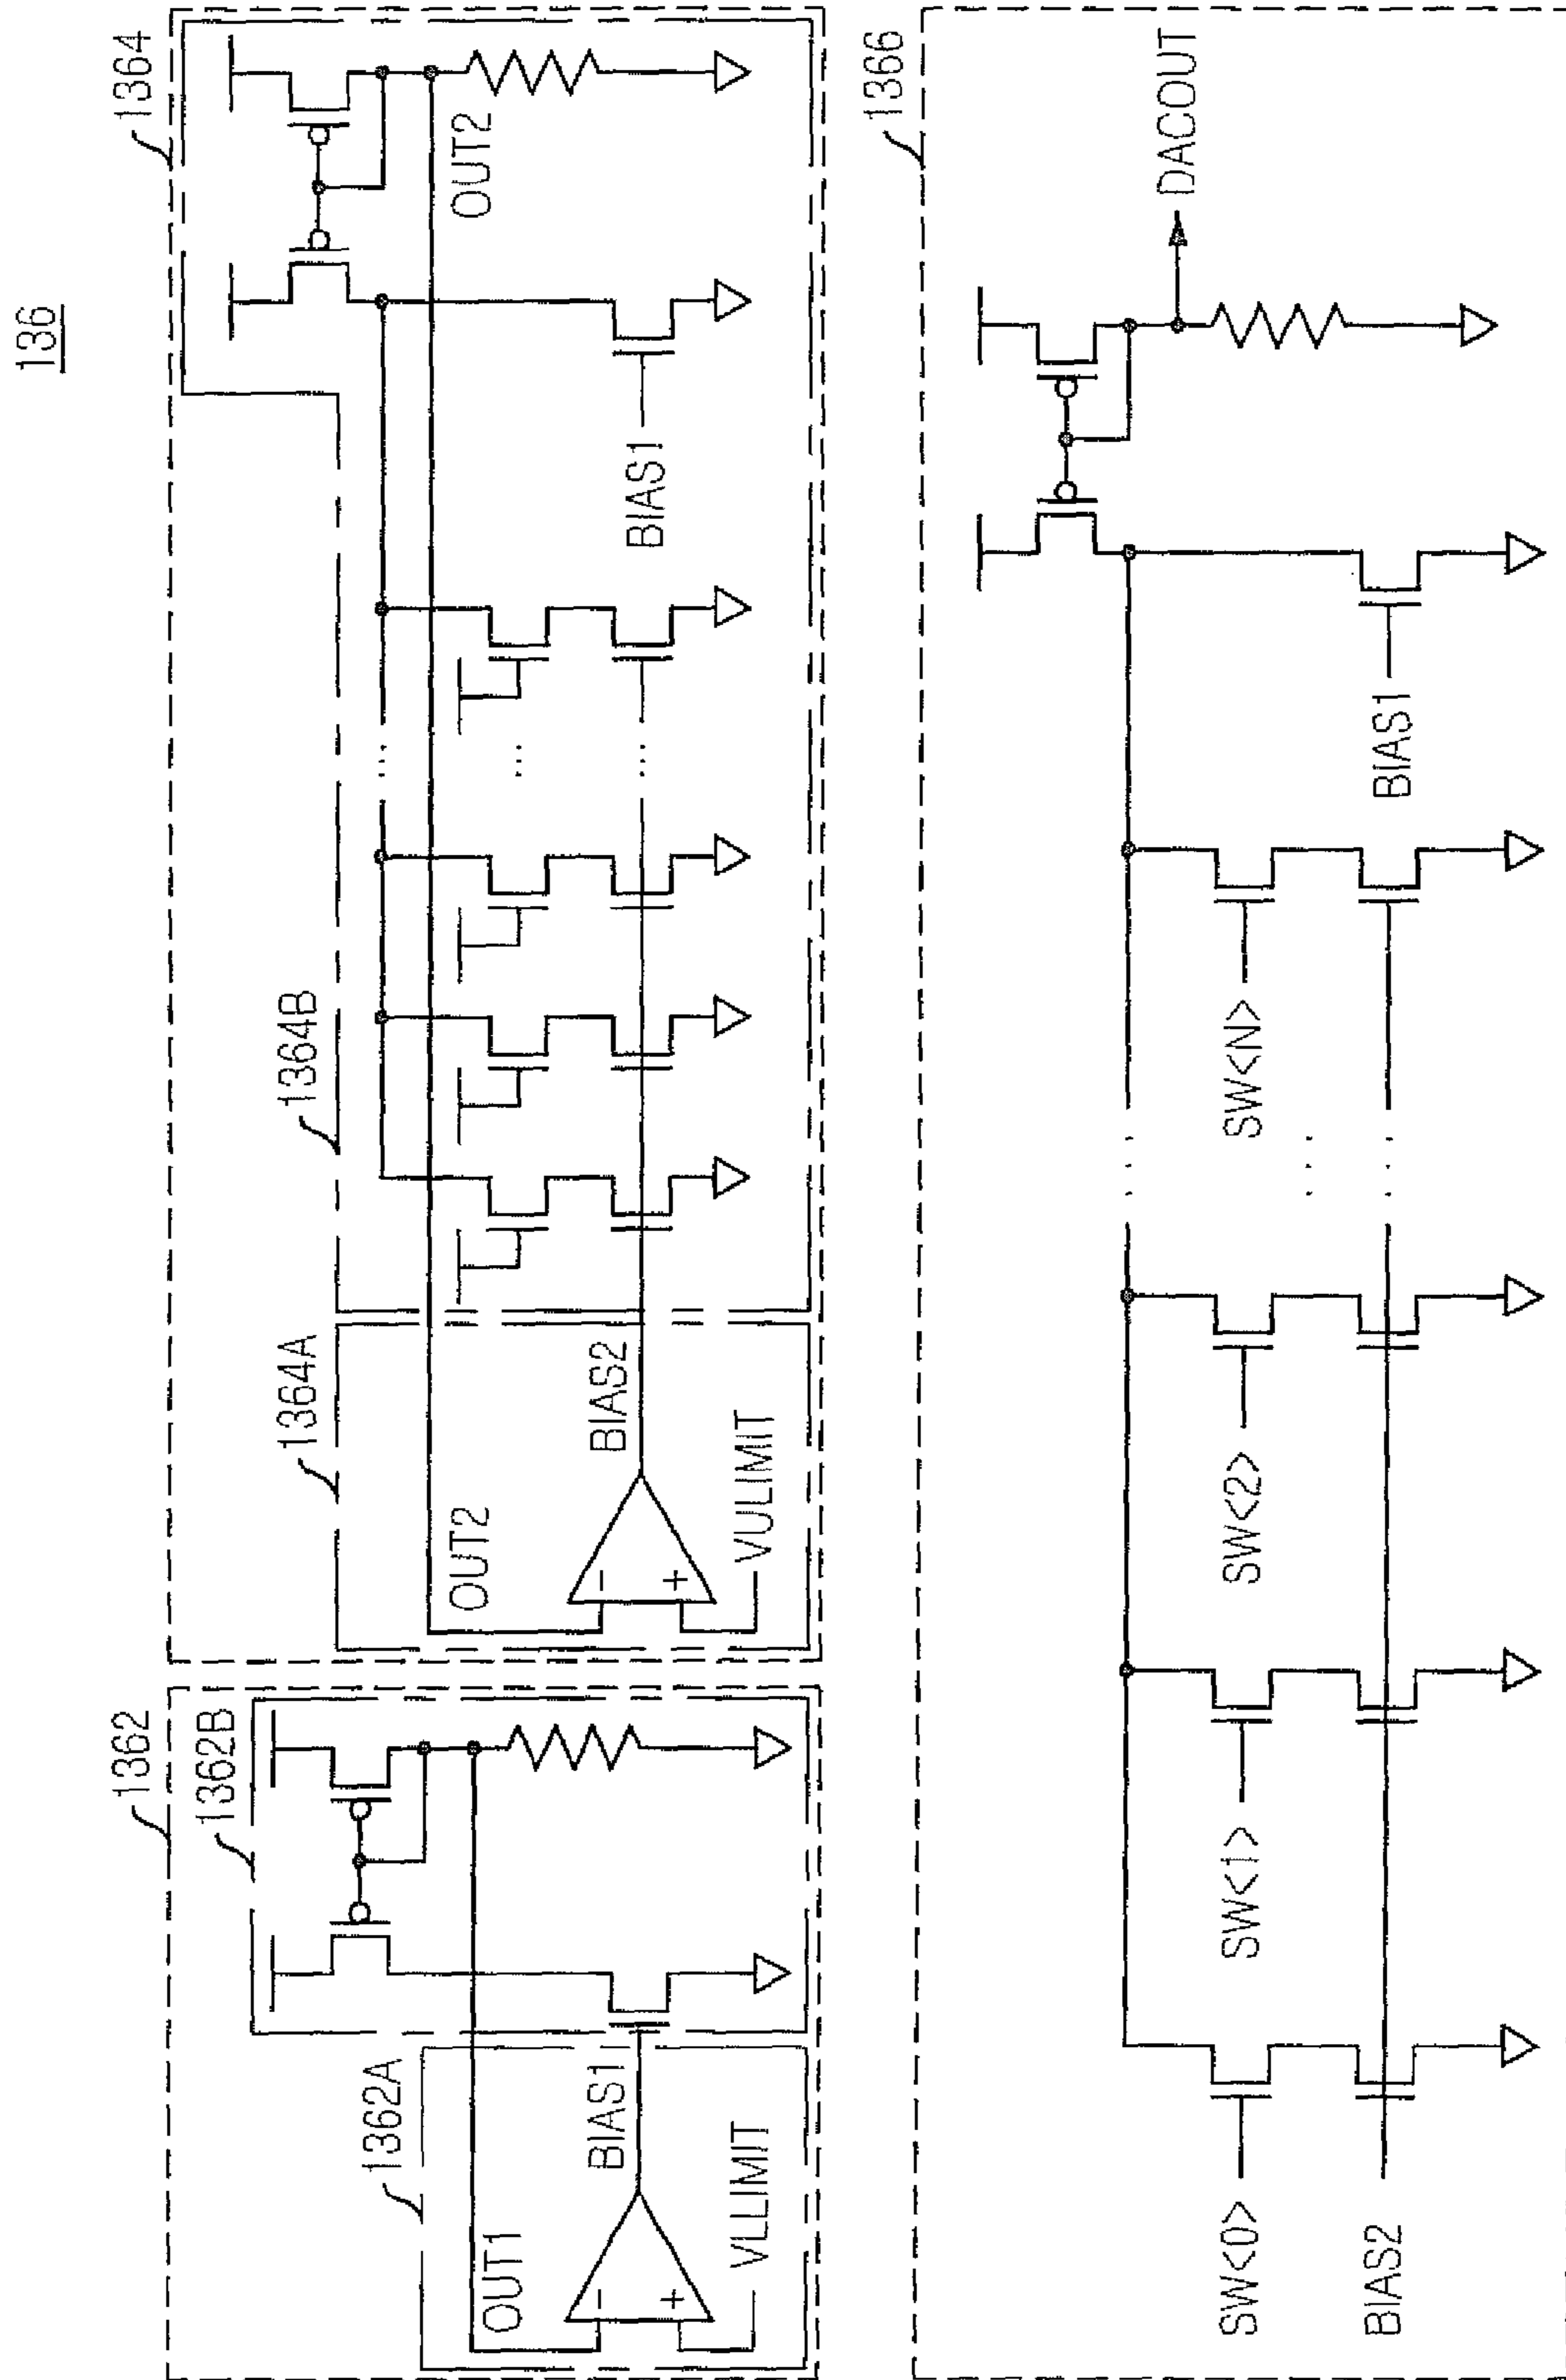 136
1362
1362B
1362A
OUT1
BIAS1
VLLIMIT
1364
1364B
1364A
OUT2
BIAS2
VULIMIT
BIAS1
OUT2
1366
SW<0>
SW<1>
SW<2>
SW<N>
BIAS2
BIAS1
DACOUT
- +
- +
... 
... 
... 
... 
... 
...